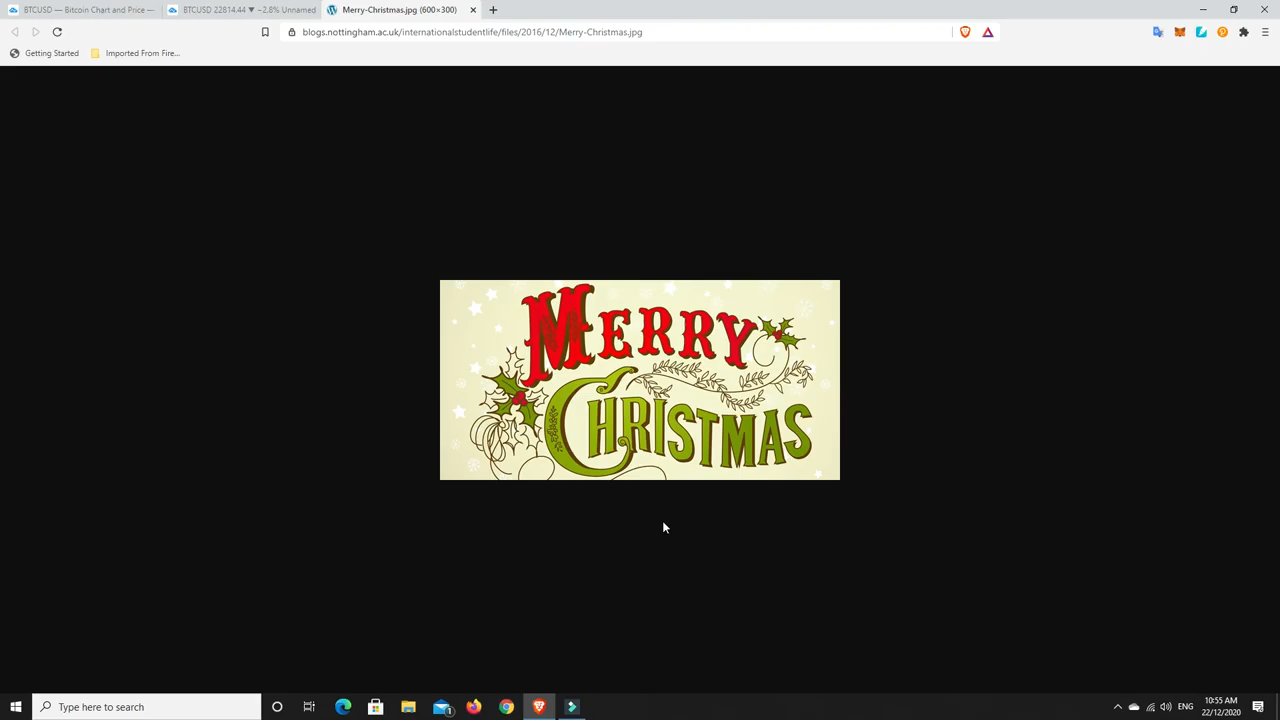 BTCUSD — Bitcoin Chart and Price —
BTCUSD 22814.44 ▼ −2.8% Unnamed
Merry-Christmas.jpg (600×300)
blogs.nottingham.ac.uk/internationalstudentlife/files/2016/12/Merry-Christmas.jpg
Getting Started
Imported From Fire...
MERRY
CHRISTMAS
Type here to search
1
ENG
10:55 AM
22/12/2020